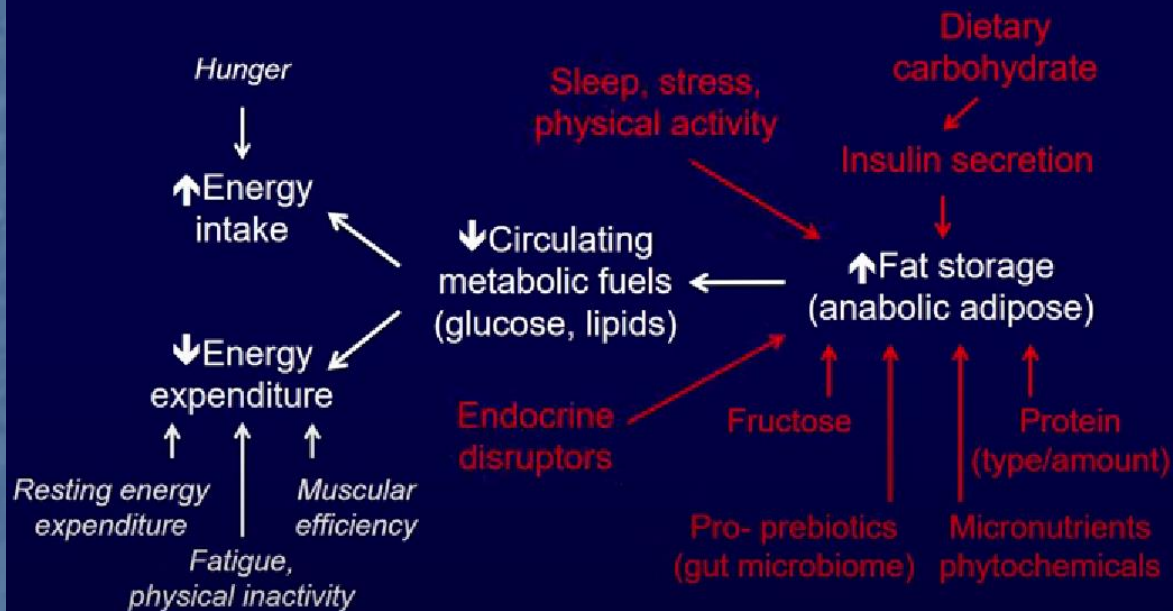 Hunger
↑Energy
intake
↓Energy
expenditure
Resting energy
expenditure
Muscular
efficiency
Fatigue,
physical inactivity
↓Circulating
metabolic fuels
(glucose, lipids)
Sleep, stress,
physical activity
Dietary
carbohydrate
Insulin secretion
↑Fat storage
(anabolic adipose)
Endocrine
disruptors
Fructose
Protein
(type/amount)
Pro- prebiotics
(gut microbiome)
Micronutrients
phytochemicals